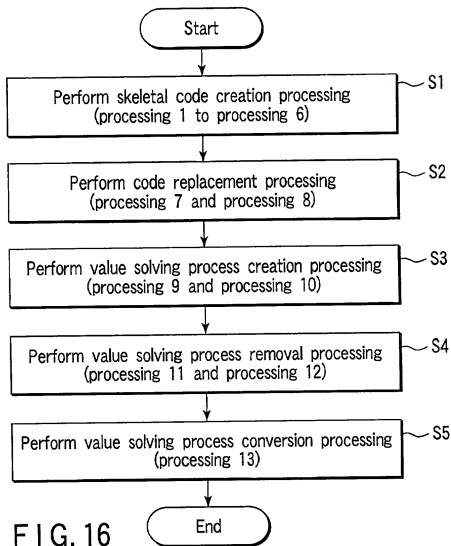 Start
Perform skeletal code creation processing
(processing 1 to processing 6)
S1
Perform code replacement processing
(processing 7 and processing 8)
S2
Perform value solving process creation processing
(processing 9 and processing 10)
S3
Perform value solving process removal processing
(processing 11 and processing 12)
S4
Perform value solving process conversion processing
(processing 13)
S5
End
FIG. 16